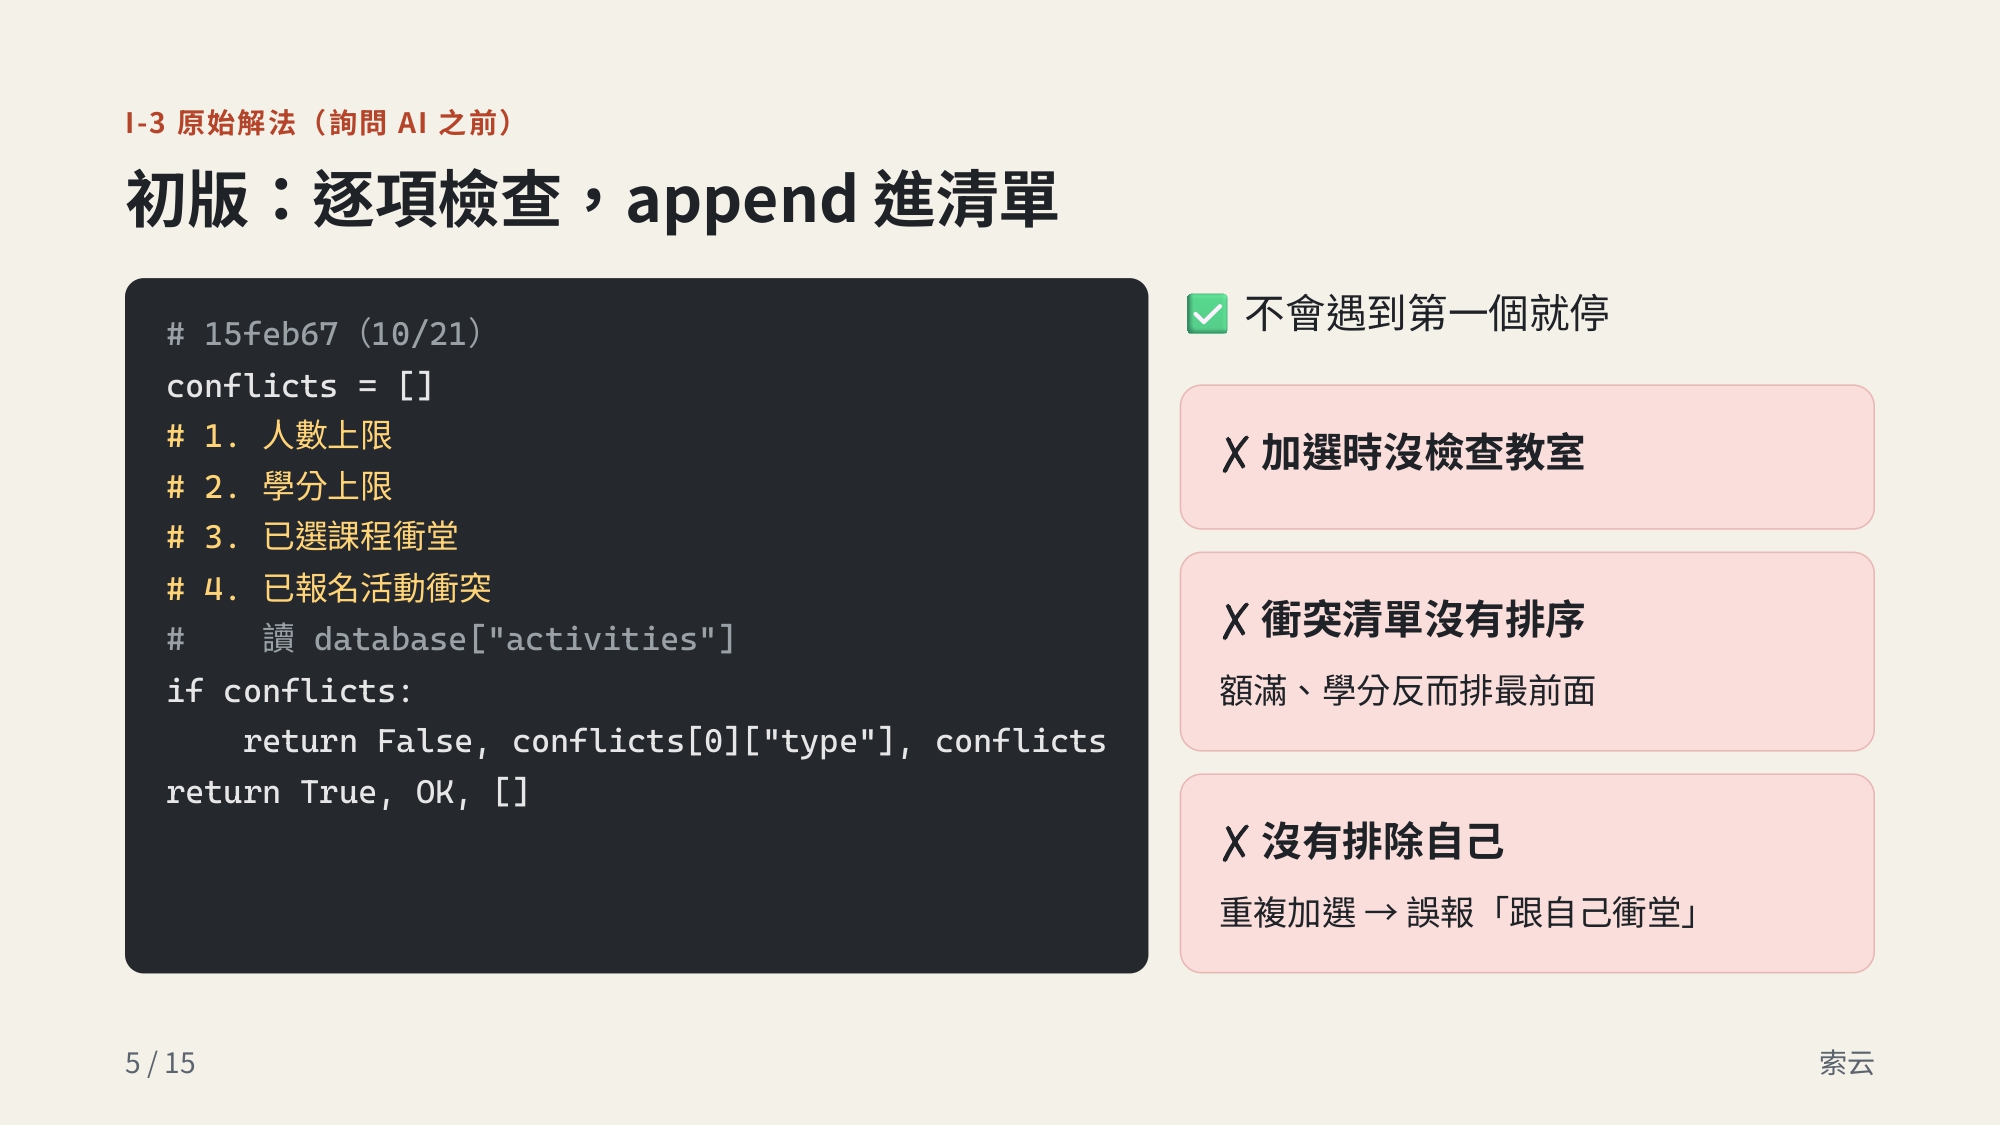 I-3 原始解法（詢問 AI 之前）
初版：逐項檢查，append 進清單
# 15feb67（10/21）
conflicts = []
# 1. 人數上限
# 2. 學分上限
# 3. 已選課程衝堂
# 4. 已報名活動衝突
#    讀 database["activities"]
if conflicts:
    return False, conflicts[0]["type"], conflicts
return True, OK, []
✅ 不會遇到第一個就停
✗ 加選時沒檢查教室
✗ 衝突清單沒有排序
額滿、學分反而排最前面
✗ 沒有排除自己
重複加選 → 誤報「跟自己衝堂」
5 / 15
索云